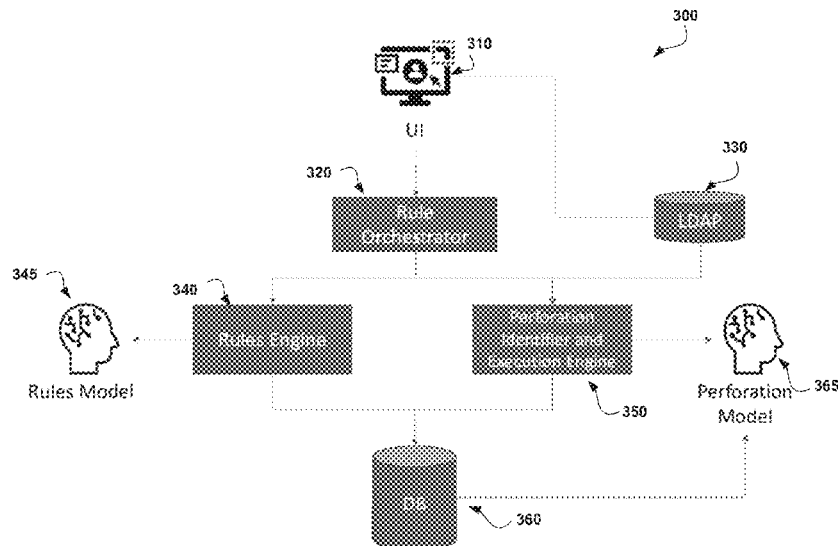 300
310
UI
320
330
Rule
Orchestrator
LDAP
345
340
Rules Engine
Perforation
Identifier and
Execution Engine
Rules Model
350
365
Perforation
Model
DB
360